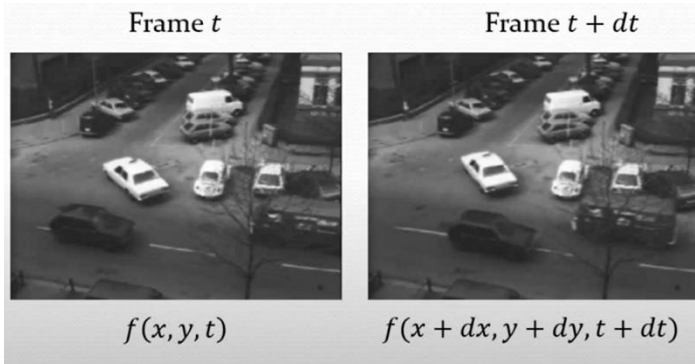 Frame t
Frame t + dt
f(x, y, t)
f(x + dx, y + dy, t + dt)